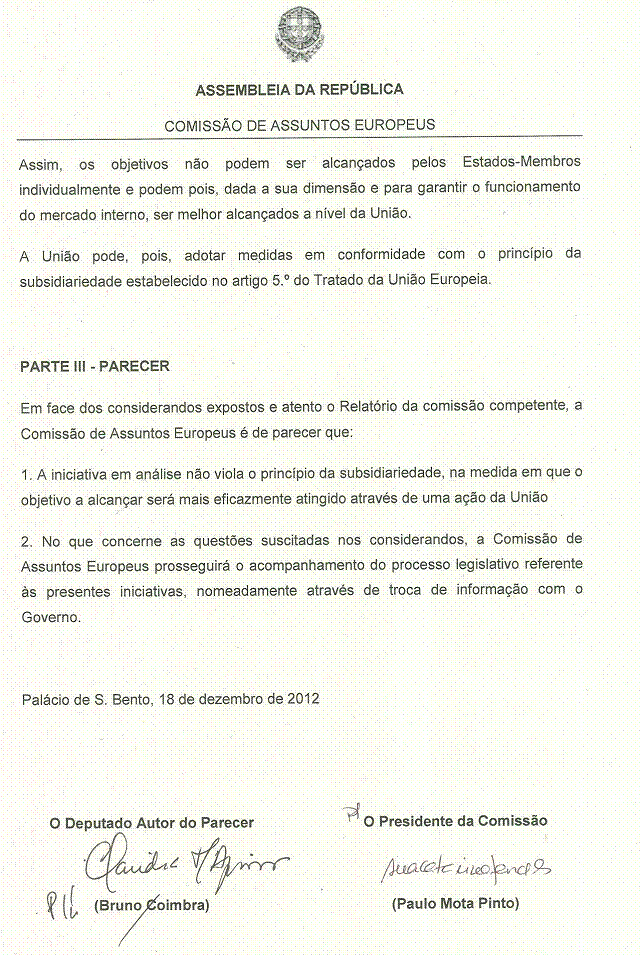 ASSEMBLEIA DA REPÚBLICA
COMISSÃO DE ASSUNTOS EUROPEUS
Assim, os objetivos não podem ser alcançados pelos Estados-Membros
individualmente e podem pois, dada a sua dimensão e para garantir o funcionamento
do mercado interno, ser melhor alcançados a nível da União.
A União pode, pois, adotar medidas em conformidade com o princípio da
subsidiariedade estabelecido no artigo 5.º do Tratado da União Europeia.
PARTE III - PARECER
Em face dos considerandos expostos e atento o Relatório da comissão competente, a
Comissão de Assuntos Europeus é de parecer que:
1. A iniciativa em análise não viola o princípio da subsidiariedade, na medida em que o
objetivo a alcançar será mais eficazmente atingido através de uma ação da União
2. No que concerne as questões suscitadas nos considerandos, a Comissão de
Assuntos Europeus prosseguirá o acompanhamento do processo legislativo referente
às presentes iniciativas, nomeadamente através de troca de informação com o
Governo.
Palácio de S. Bento, 18 de dezembro de 2012
O Deputado Autor do Parecer
O Presidente da Comissão
(Bruno Coimbra)
(Paulo Mota Pinto)